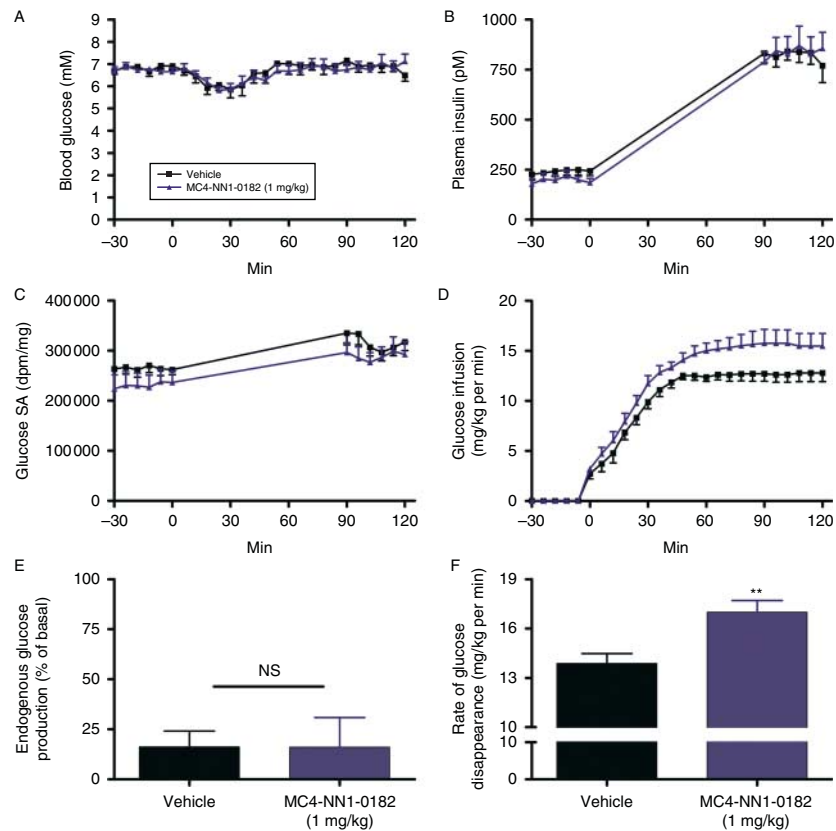 A
Blood glucose (mM)
9
8
7
6
5
4
3
2
1
0
Vehicle
MC4-NN1-0182 (1 mg/kg)
–30
0
30
60
90
120
Min
B
Plasma insulin (pM)
1000
750
500
250
0
–30
0
30
60
90
120
Min
C
Glucose SA (dpm/mg)
400 000
300 000
200 000
100 000
0
–30
0
30
60
90
120
Min
D
Glucose infusion
(mg/kg per min)
20
15
10
5
0
–30
0
30
60
90
120
Min
E
Endogenous glucose
production (% of basal)
100
75
50
25
0
NS
Vehicle
MC4-NN1-0182
(1 mg/kg)
F
Rate of glucose
disappearance (mg/kg per min)
19
16
13
10
10
0
**
Vehicle
MC4-NN1-0182
(1 mg/kg)